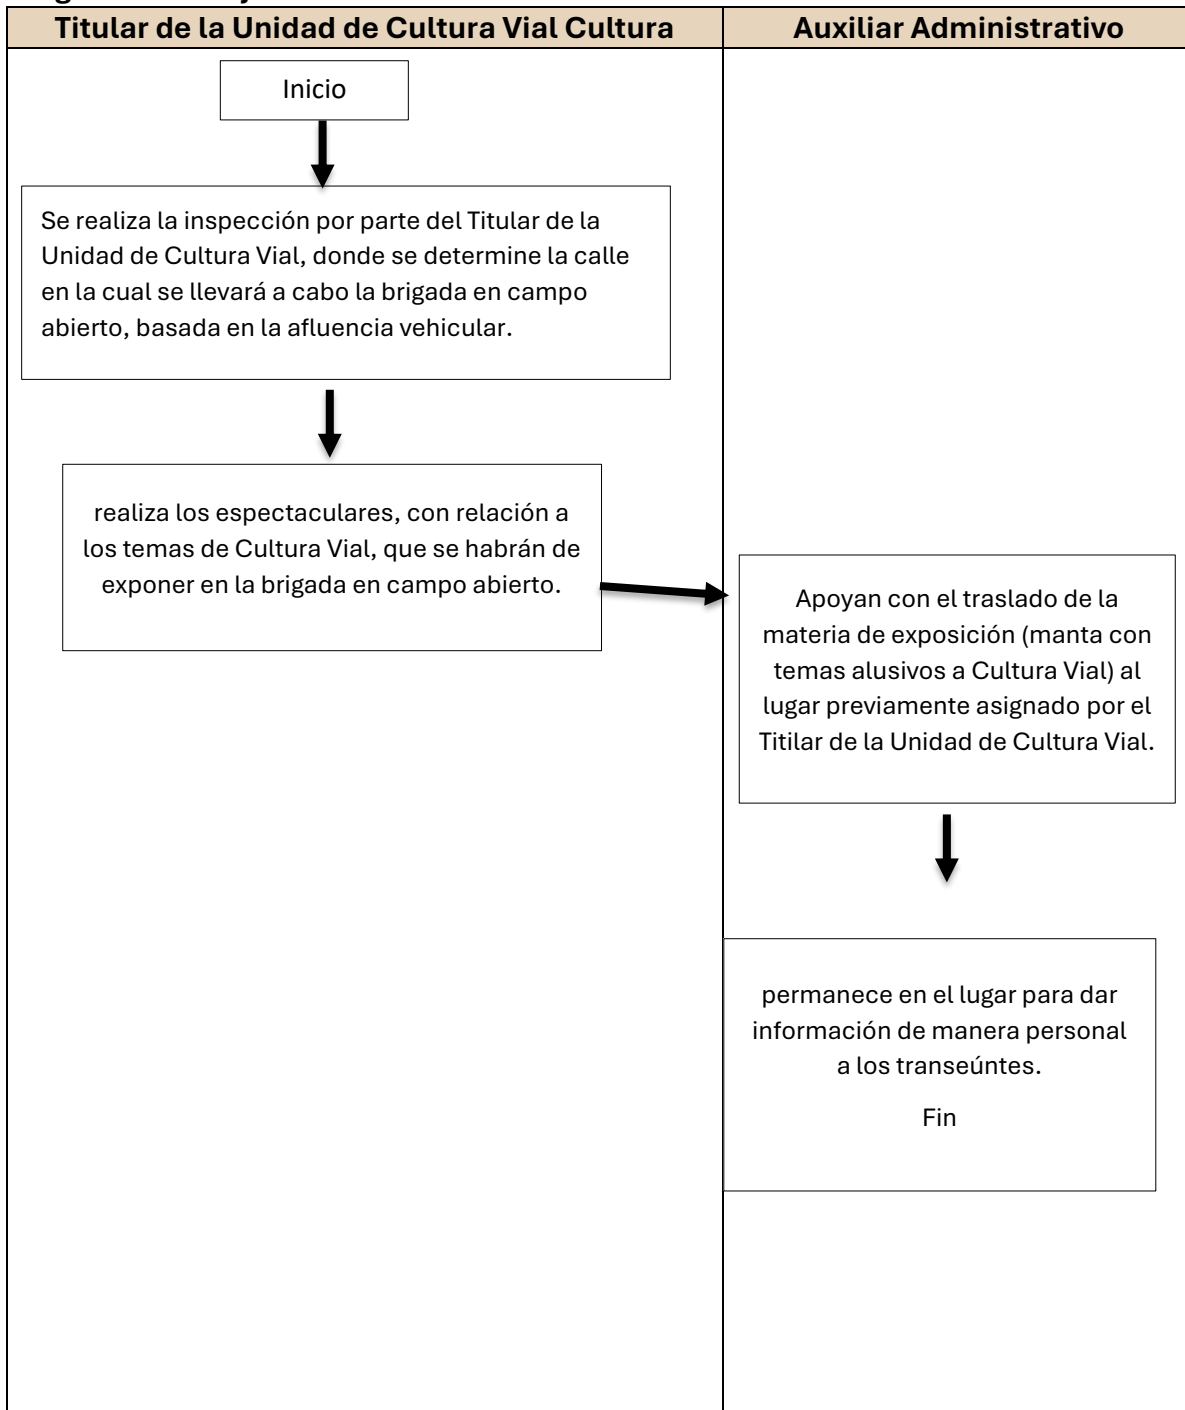 Titular de la Unidad de Cultura Vial Cultura
Auxiliar Administrativo
Inicio
Se realiza la inspección por parte del Titular de la
Unidad de Cultura Vial, donde se determine la calle
en la cual se llevará a cabo la brigada en campo
abierto, basada en la afluencia vehicular.
realiza los espectaculares, con relación a
los temas de Cultura Vial, que se habrán de
exponer en la brigada en campo abierto.
Apoyan con el traslado de la
materia de exposición (manta con
temas alusivos a Cultura Vial) al
lugar previamente asignado por el
Titilar de la Unidad de Cultura Vial.
permanece en el lugar para dar
información de manera personal
a los transeúntes.
Fin